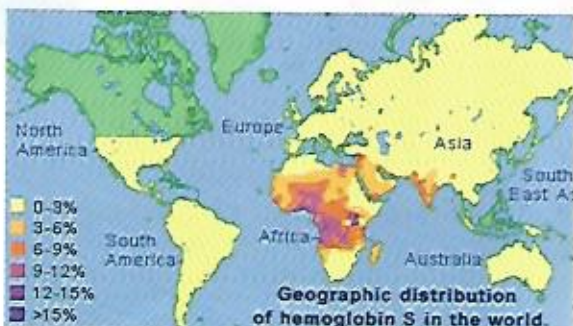 North
America
Europe
Asia
South
East As
0-3%
3-6%
6-9%
9-12%
12-15%
>15%
South
America
Africa
Australia
Geographic distribution
of hemoglobin S in the world